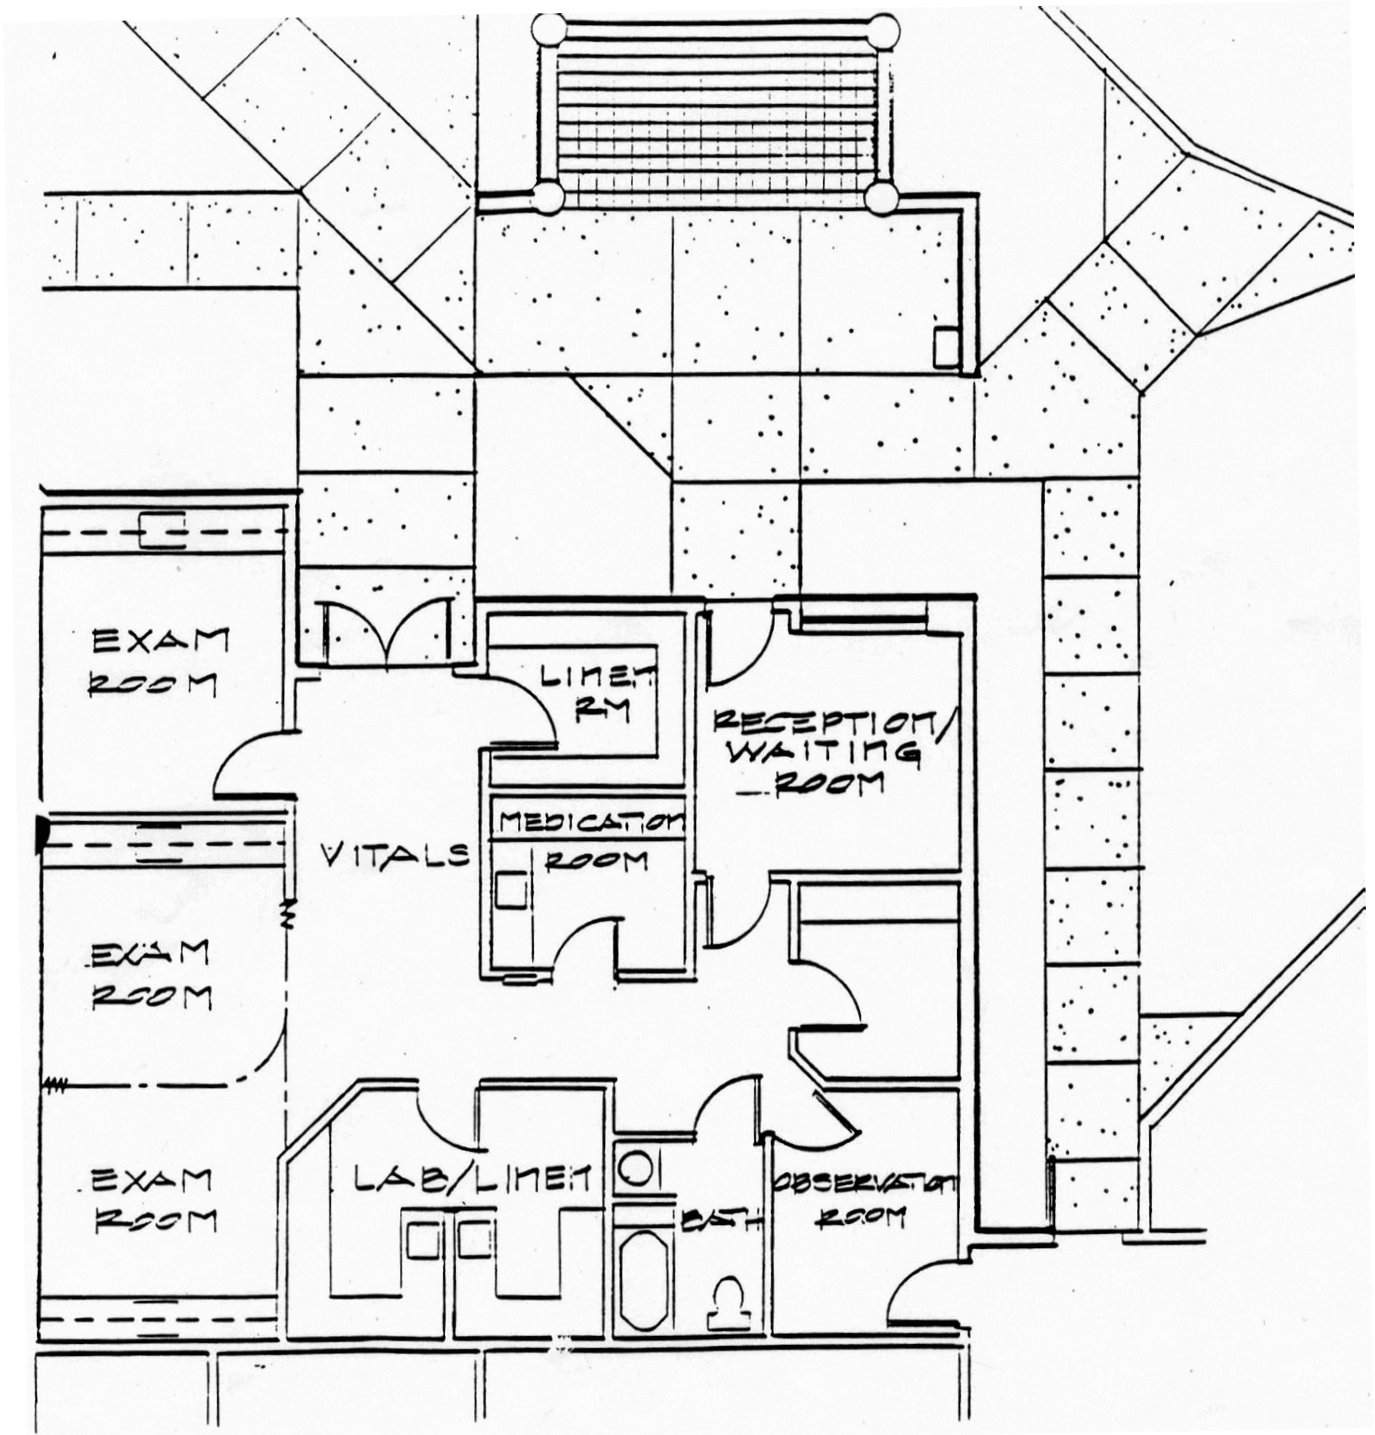 EXAM
ROOM
LINEN
RM
RECEPTION/
WAITING
ROOM
MEDICATION
ROOM
VITALS
EXAM
ROOM
EXAM
ROOM
LAB/LINEN
BATH
OBSERVATION
ROOM